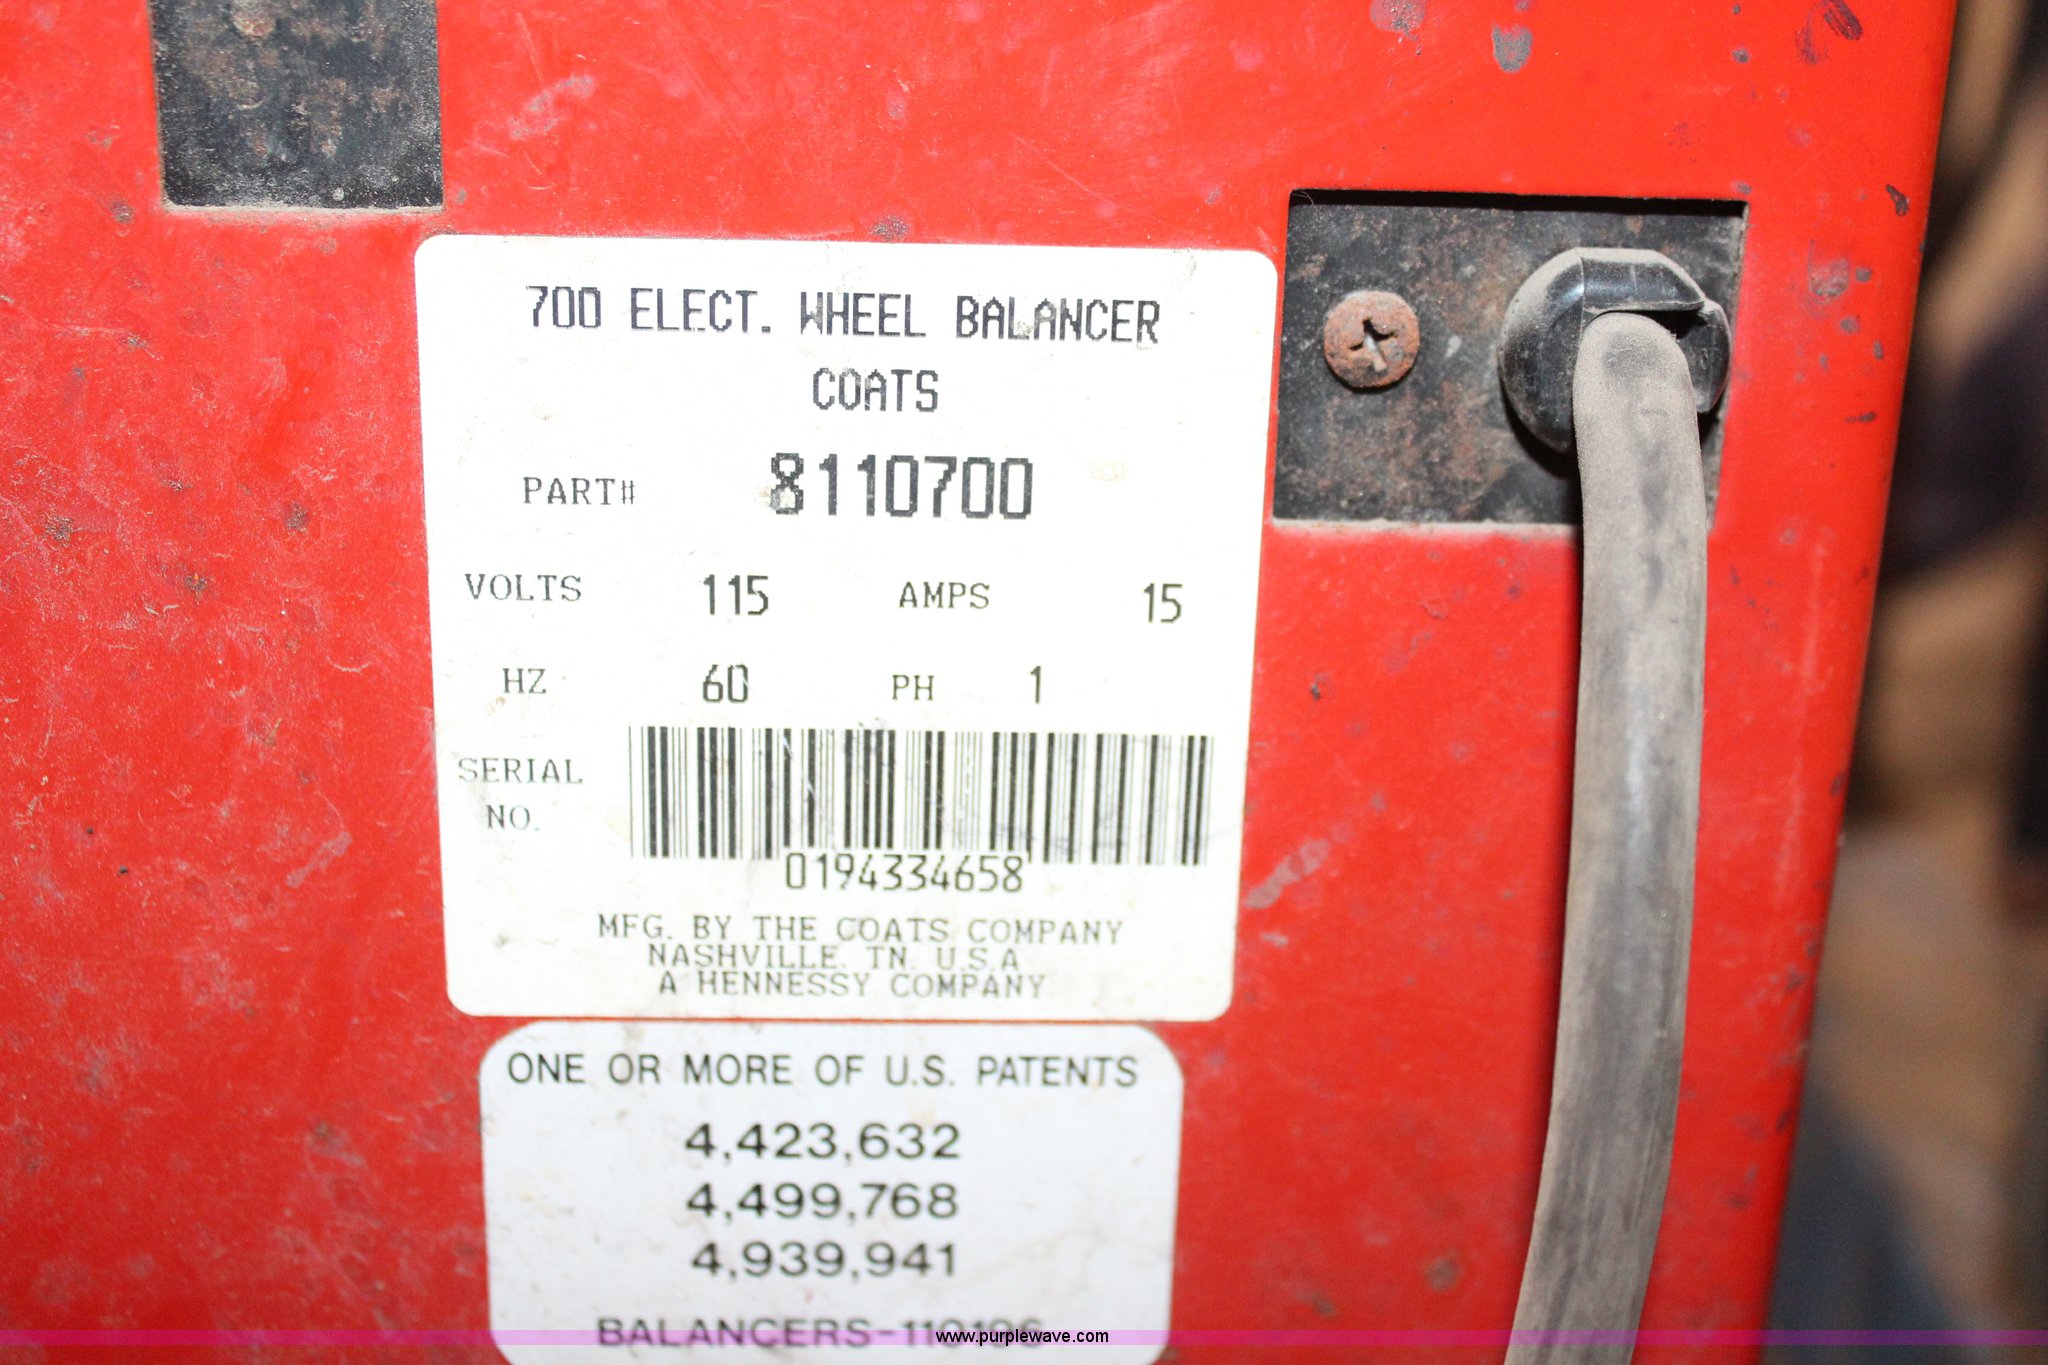 700 ELECT. WHEEL BALANCER
COATS
PART# 8110700
VOLTS 115 AMPS 15
HZ 60 PH 1
SERIAL
NO.
0194334658
MFG. BY THE COATS COMPANY
NASHVILLE. TN. U.S.A
A HENNESSY COMPANY
ONE OR MORE OF U.S. PATENTS
4,423,632
4,499,768
4,939,941
BALANCERS-110196
www.purplewave.com